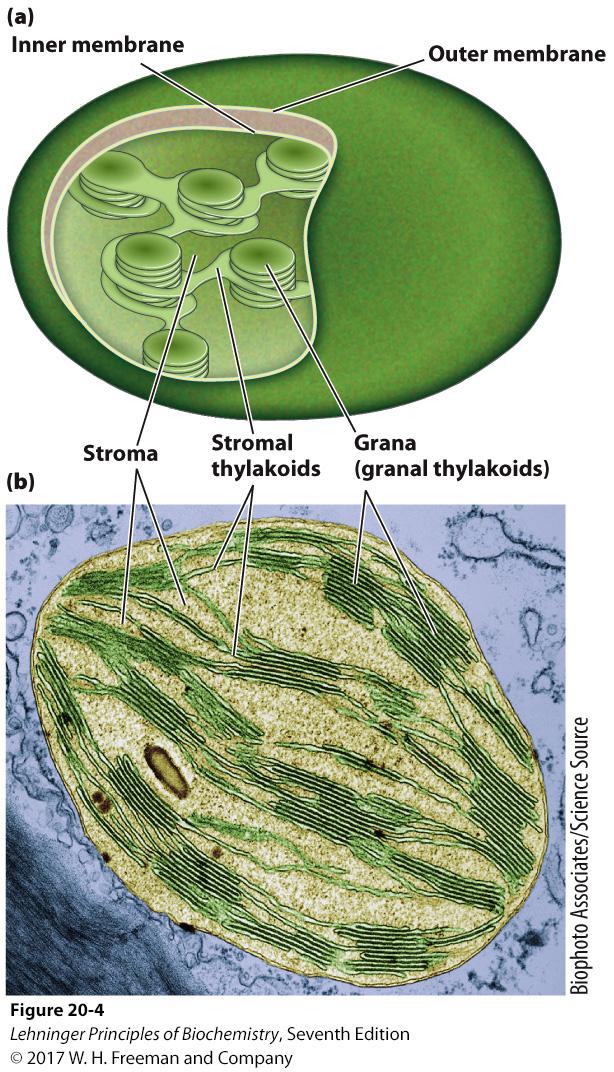 (a)
Inner membrane
Outer membrane
Stroma
Stromal
thylakoids
Grana
(granal thylakoids)
(b)
Biophoto Associates/Science Source
Figure 20-4
Lehninger Principles of Biochemistry, Seventh Edition
© 2017 W. H. Freeman and Company